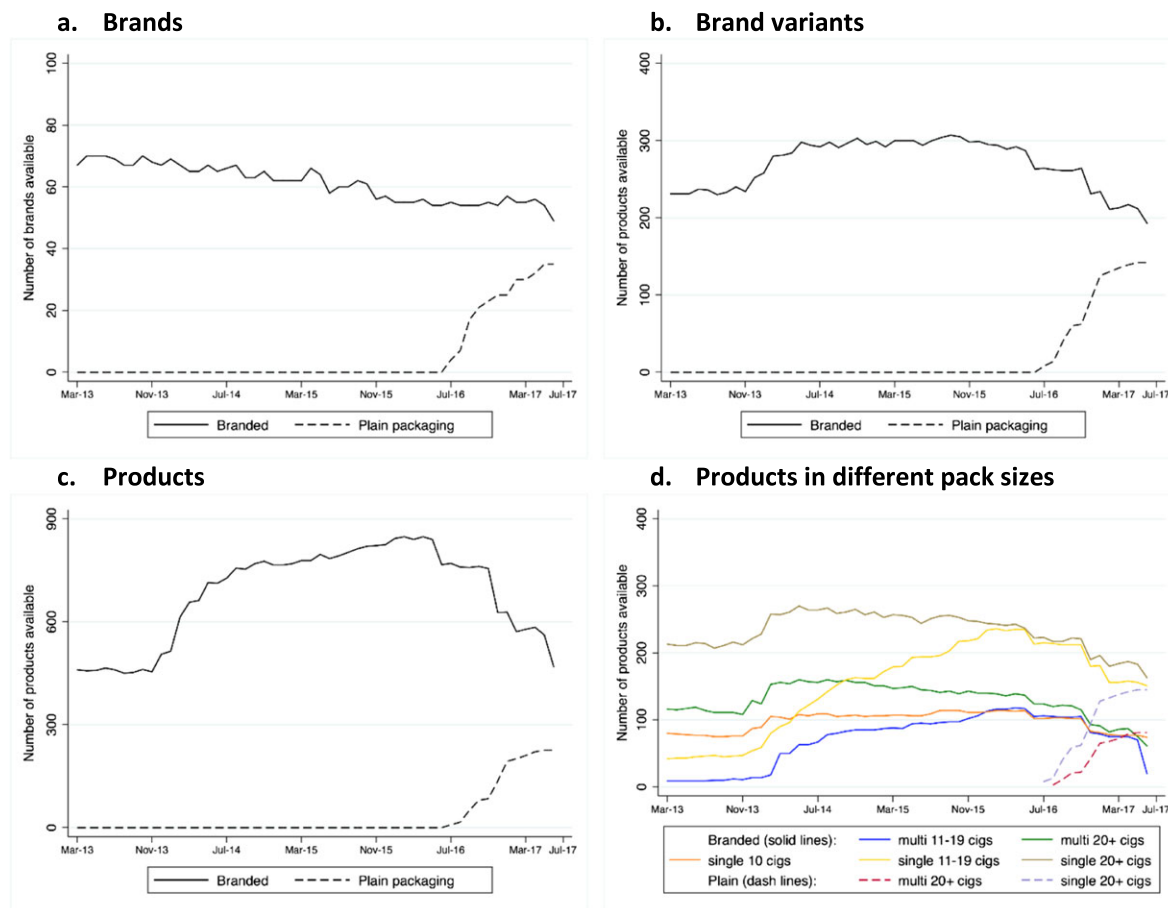 a. Brands
Number of brands available
100
80
60
40
20
0
Mar-13 Nov-13 Jul-14 Mar-15 Nov-15 Jul-16 Mar-17 Jul-17
Branded Plain packaging
b. Brand variants
Number of products available
400
300
200
100
0
Mar-13 Nov-13 Jul-14 Mar-15 Nov-15 Jul-16 Mar-17 Jul-17
Branded Plain packaging
c. Products
Number of products available
900
600
300
0
Mar-13 Nov-13 Jul-14 Mar-15 Nov-15 Jul-16 Mar-17 Jul-17
Branded Plain packaging
d. Products in different pack sizes
Number of products available
400
300
200
100
0
Mar-13 Nov-13 Jul-14 Mar-15 Nov-15 Jul-16 Mar-17 Jul-17
Branded (solid lines): multi 11-19 cigs multi 20+ cigs
single 10 cigs single 11-19 cigs single 20+ cigs
Plain (dash lines): multi 20+ cigs single 20+ cigs